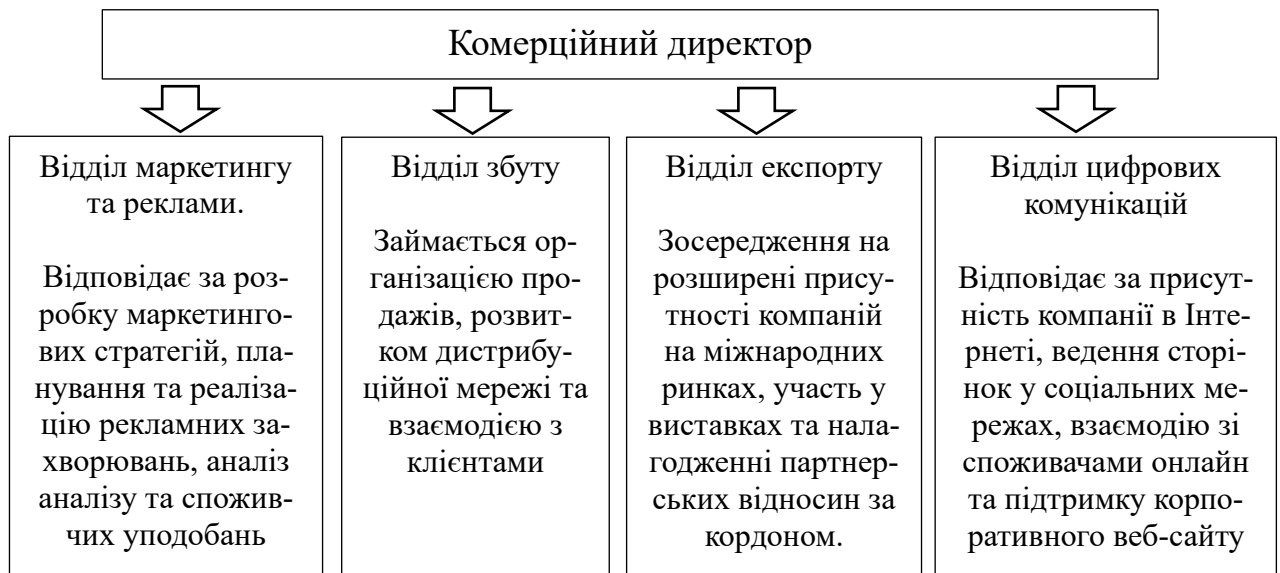 Комерційний директор
Відділ маркетингу
та реклами.
Відповідає за роз-
робку маркетинго-
вих стратегій, пла-
нування та реаліза-
цію рекламних за-
хворювань, аналіз
аналізу та спожив-
чих уподобань
Відділ збуту
Займається ор-
ганізацією про-
дажів, розвит-
ком дистрибу-
ційної мережі та
взаємодією з
клієнтами
Відділ експорту
Зосередження на
розширені присут-
тності компаній
на міжнародних
ринках, участь у
виставках та нала-
годженні партнер-
ських відносин за
кордоном.
Відділ цифрових
комунікацій
Відповідає за присут-
ність компанії в Інте-
рнеті, ведення сторі-
нок у соціальних ме-
режах, взаємодію зі
споживачами онлайн
та підтримку корпо-
ративного веб-сайту